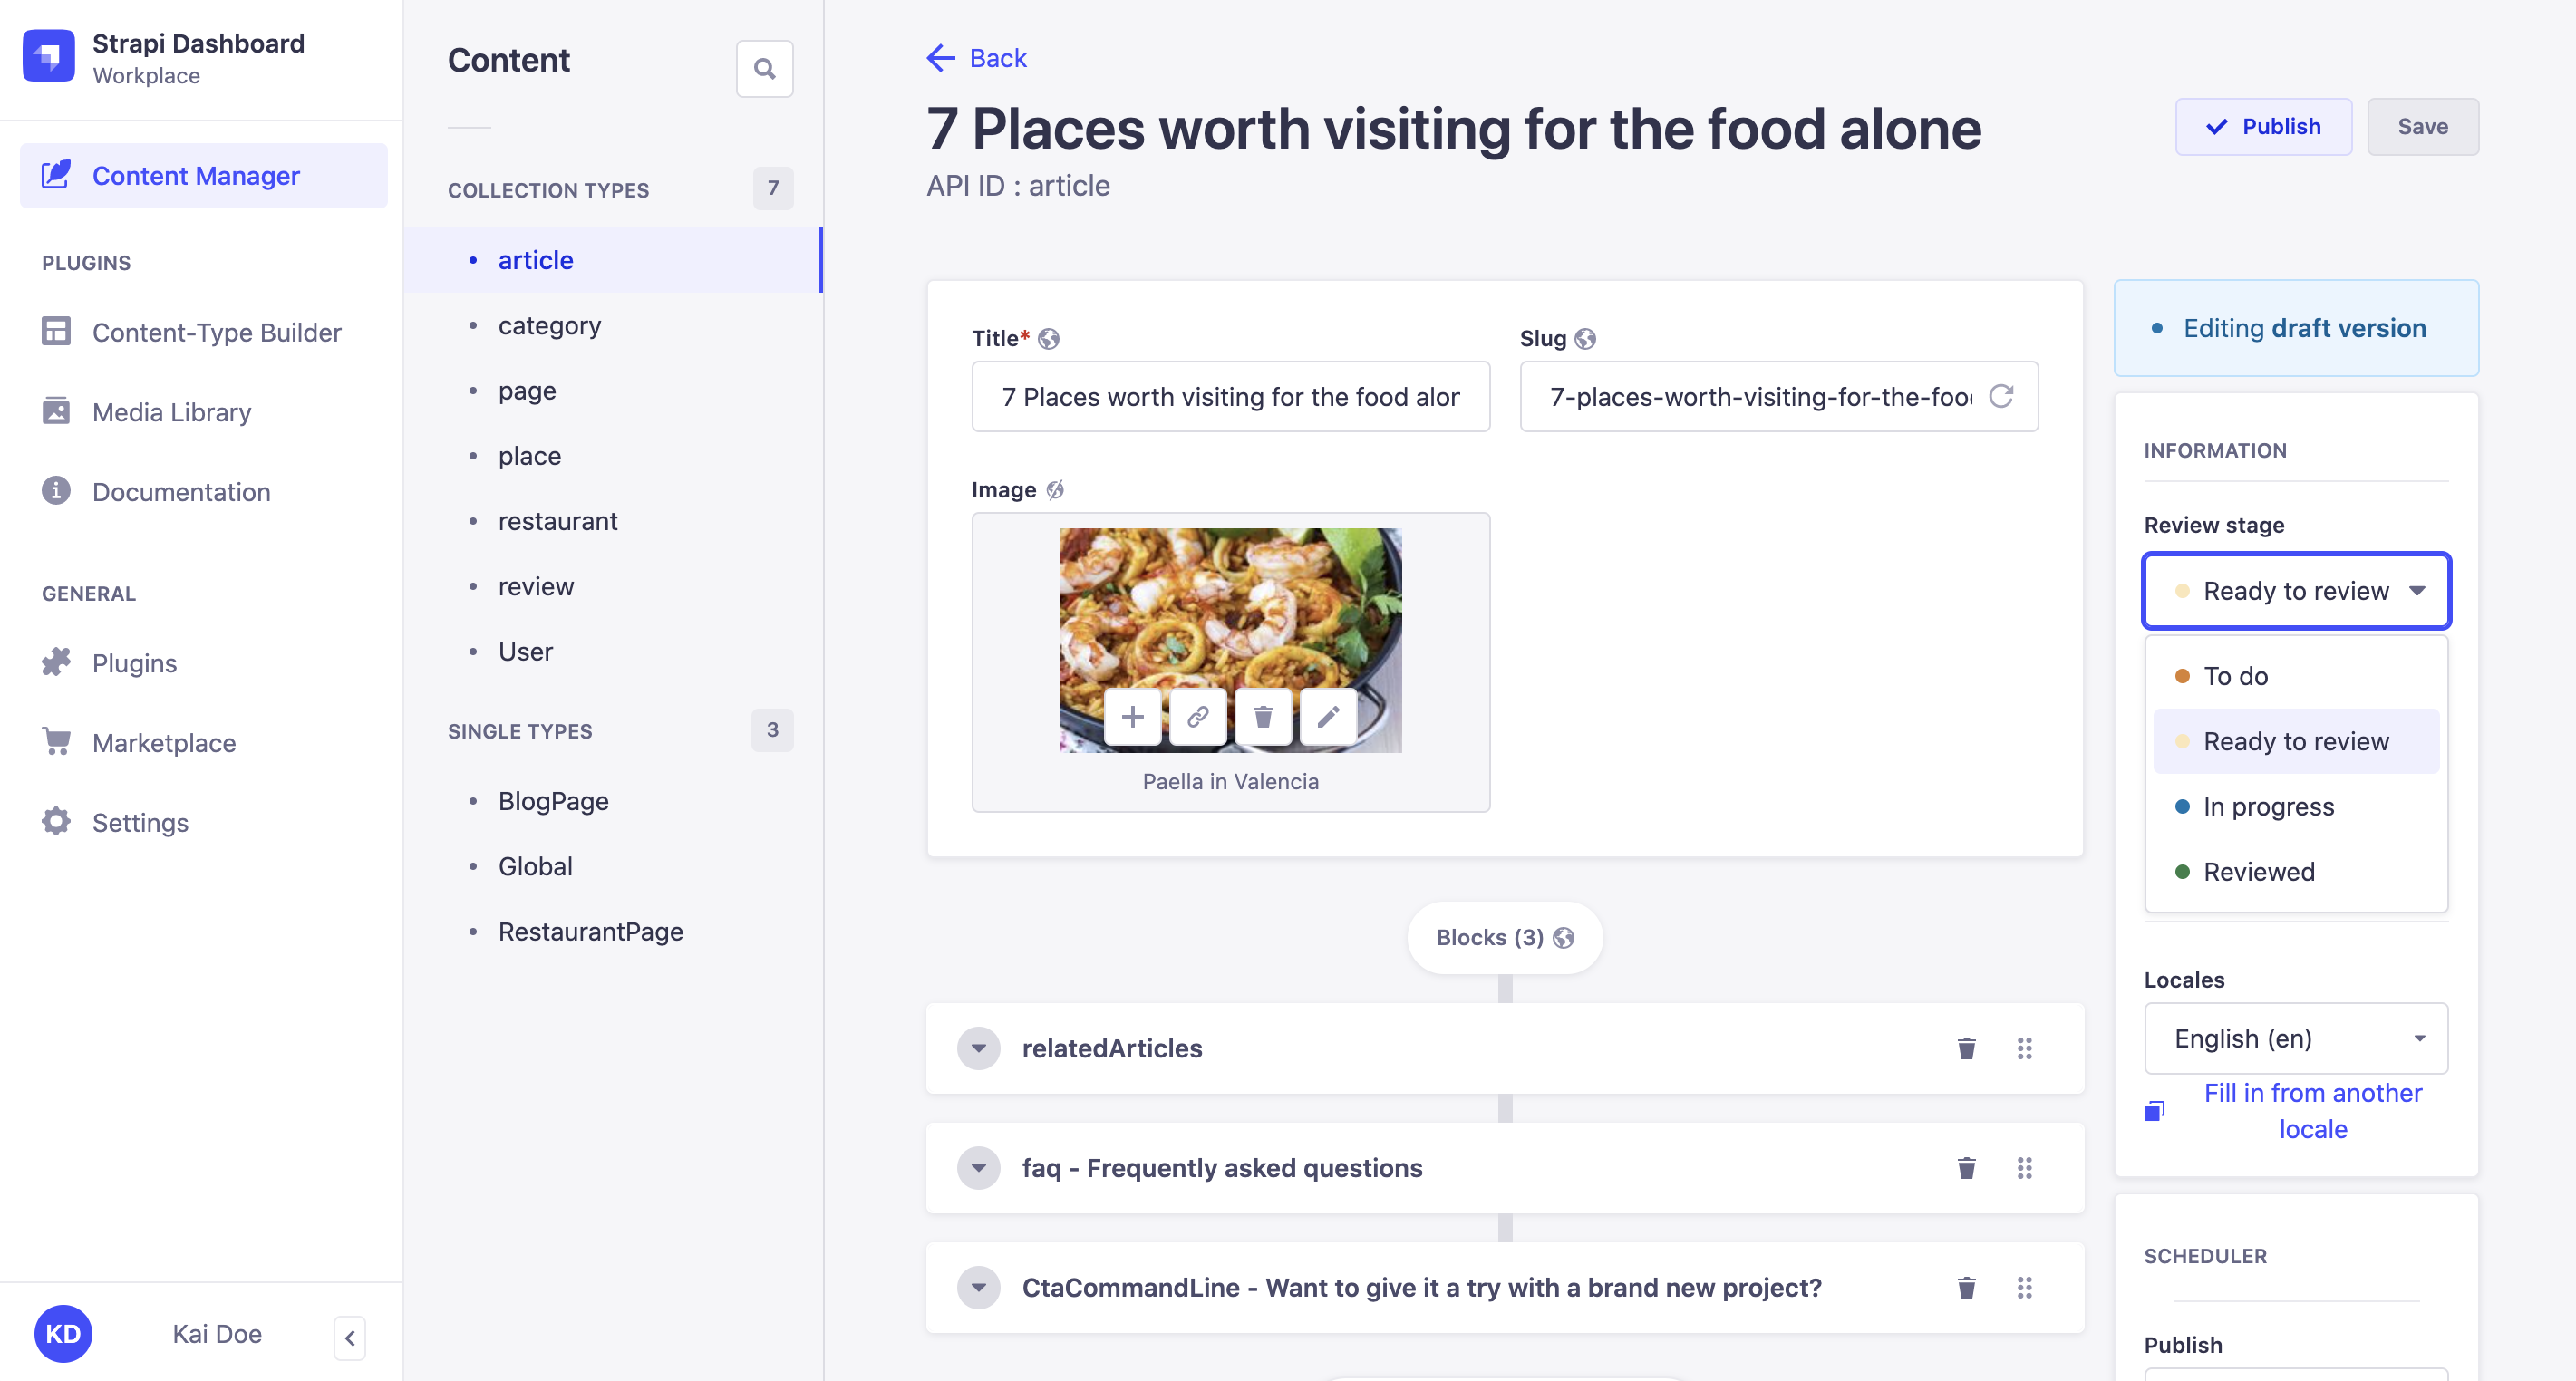 Strapi Dashboard
Workplace
Content Manager
PLUGINS
Content-Type Builder
Media Library
Documentation
GENERAL
Plugins
Marketplace
Settings
KD
Kai Doe
Content
COLLECTION TYPES 7
article
category
page
place
restaurant
review
User
SINGLE TYPES 3
BlogPage
Global
RestaurantPage
Back
7 Places worth visiting for the food alone
API ID : article
Publish
Save
Title*
7 Places worth visiting for the food alor
Slug
7-places-worth-visiting-for-the-foo
Image
Paella in Valencia
Blocks (3)
relatedArticles
faq - Frequently asked questions
CtaCommandLine - Want to give it a try with a brand new project?
Editing draft version
INFORMATION
Review stage
Ready to review
To do
Ready to review
In progress
Reviewed
Locales
English (en)
Fill in from another
locale
SCHEDULER
Publish